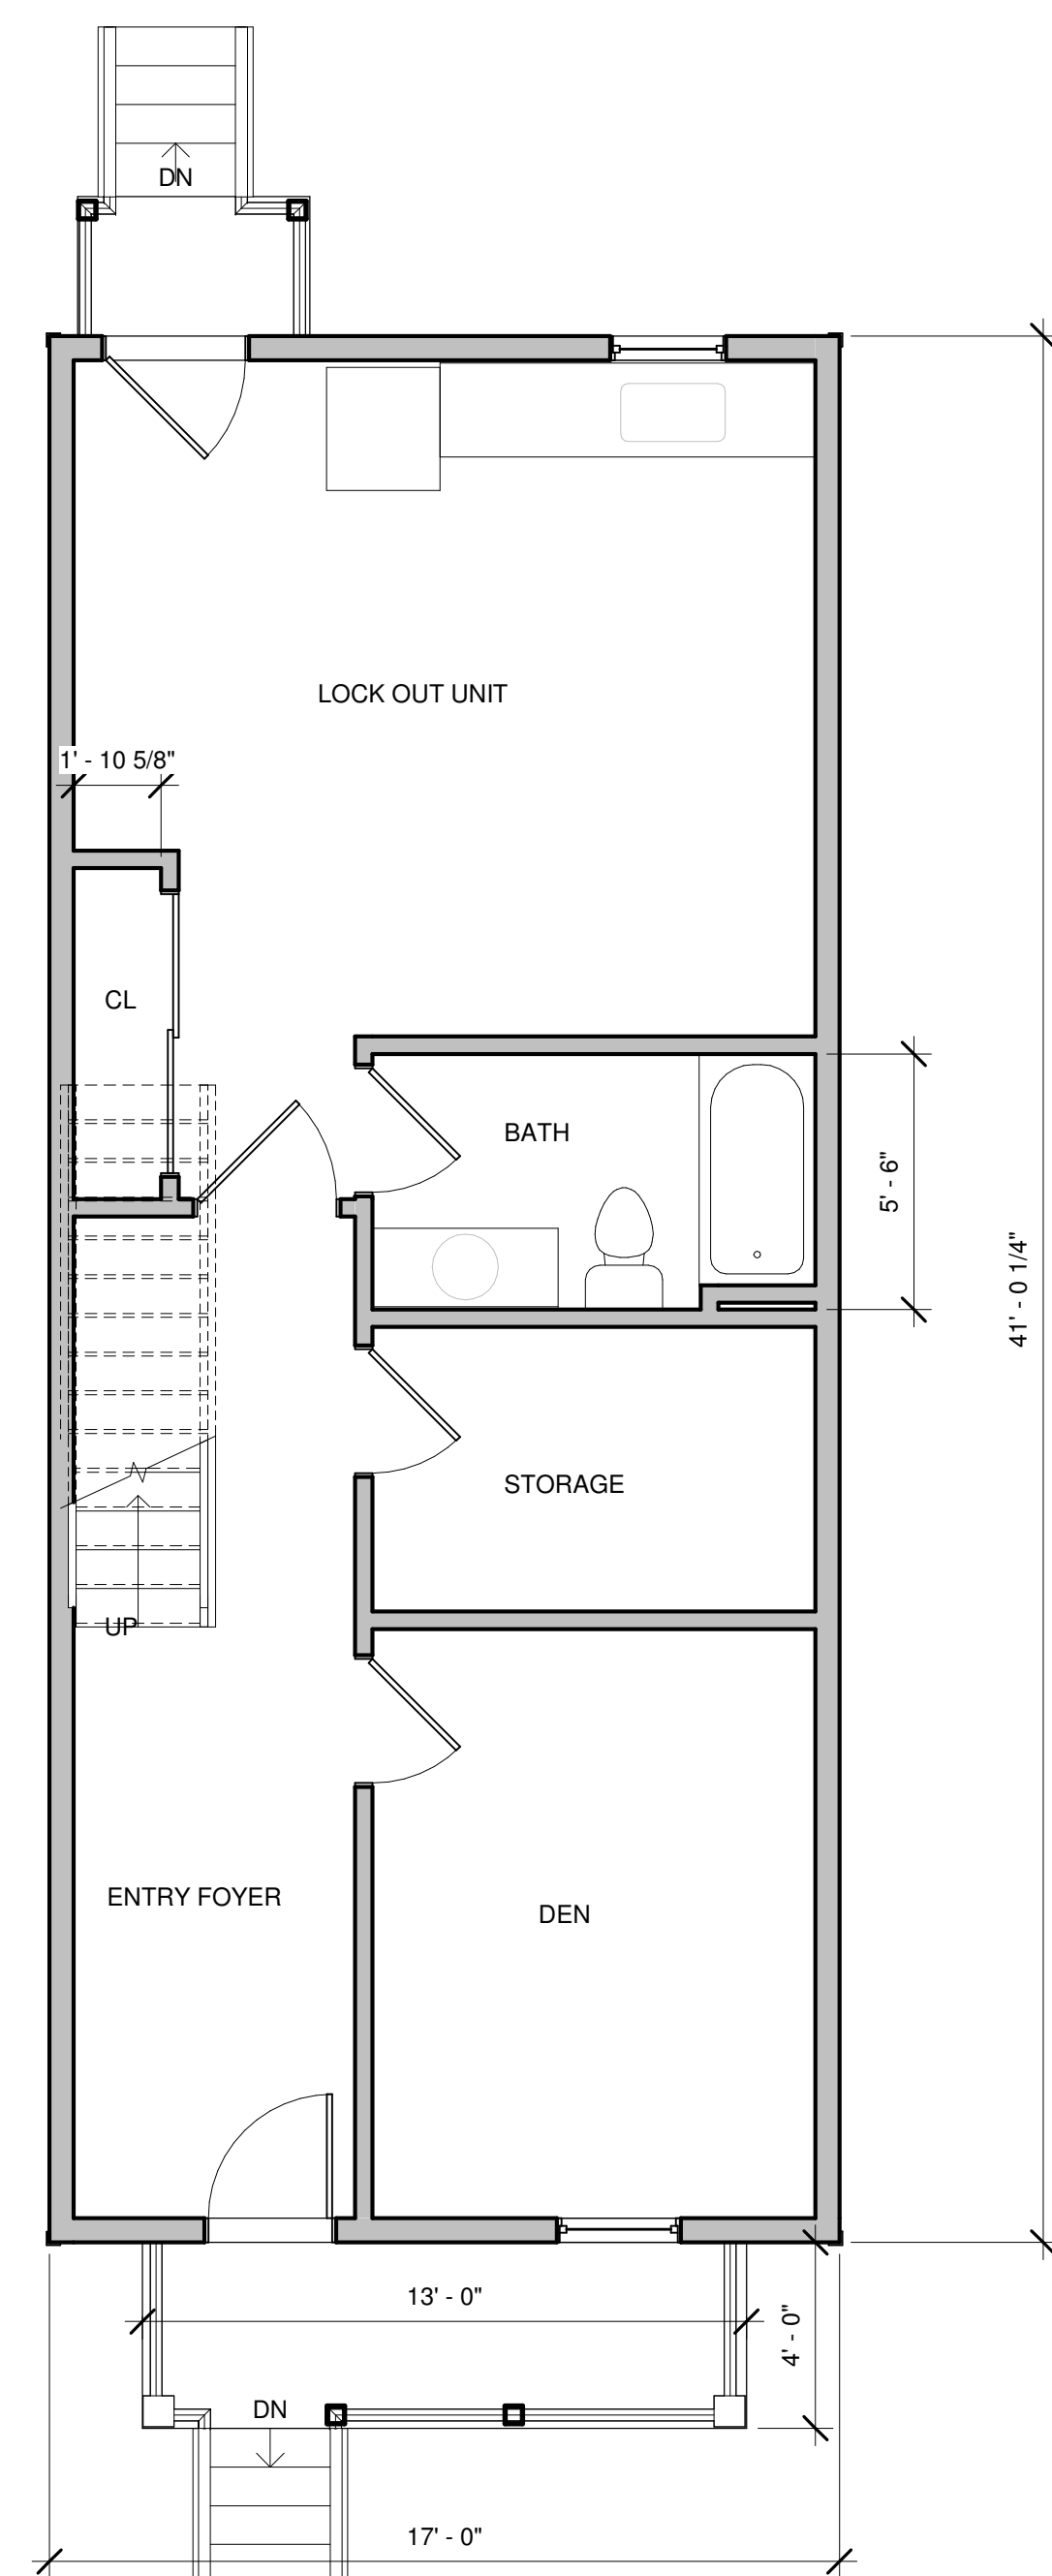 DN
LOCK OUT UNIT
1' - 10 5/8"
CL
BATH
5' - 6"
41' - 0 1/4"
STORAGE
UP
ENTRY FOYER
DEN
13' - 0"
4' - 0"
DN
17' - 0"